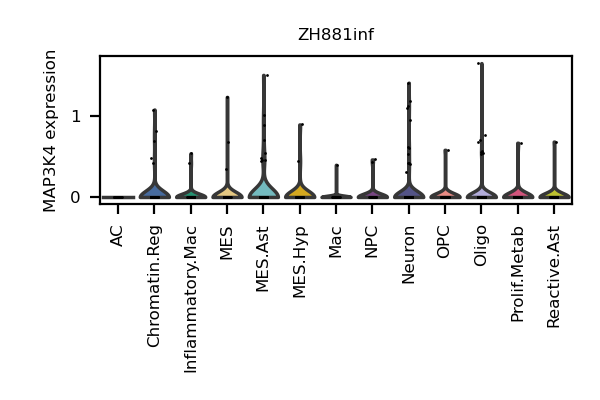 ZH881inf
MAP3K4 expression
1
0
AC
Chromatin.Reg
Inflammatory.Mac
MES
MES.Ast
MES.Hyp
Mac
NPC
Neuron
OPC
Oligo
Prolif.Metab
Reactive.Ast